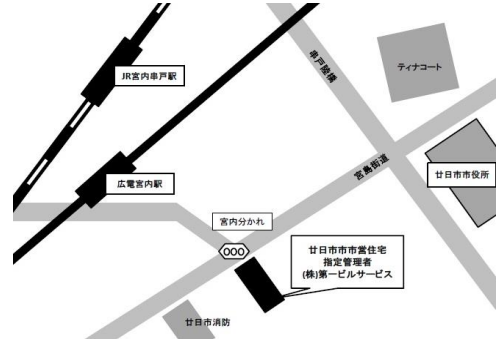 JR宮内串戸駅
串戸陸橋
ティナコート
広電宮内駅
宮島街道
廿日市市役所
宮内分かれ
000
廿日市市市営住宅
指定管理者
(株)第一ビルサービス
廿日市消防